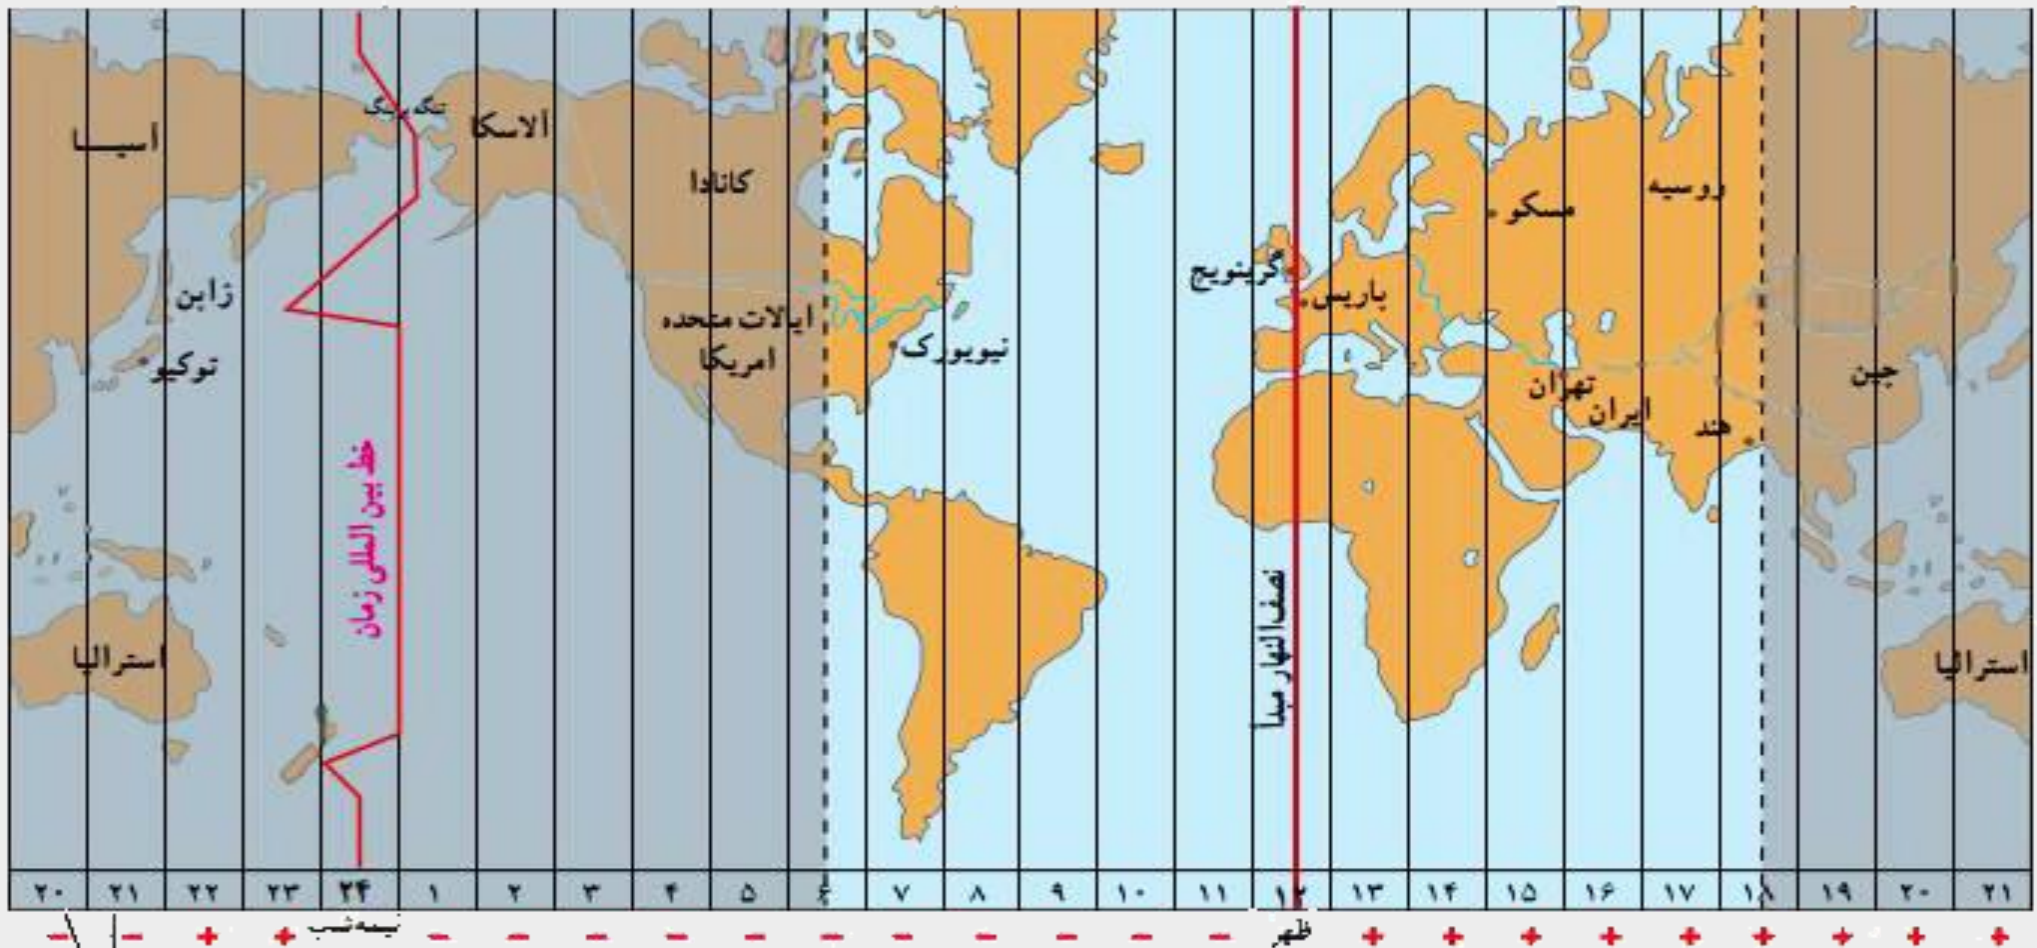 آسیا
تنگه برینگ
آلاسکا
کانادا
روسیه
مسکو
گرینویچ
پاریس
ژاپن
توکیو
ایالات متحده
امریکا
نیویورک
تهران
ایران
هند
چین
خط بین المللی زمان
نصف‌النهار مبدأ
استرالیا
استرالیا
۲۰ ۲۱ ۲۲ ۲۳ ۲۴ ۱ ۲ ۳ ۴ ۵ ۶ ۷ ۸ ۹ ۱۰ ۱۱ ۱۲ ۱۳ ۱۴ ۱۵ ۱۶ ۱۷ ۱۸ ۱۹ ۲۰ ۲۱
− − + + نیمه‌شب − − − − − − − − − − − ظهر + + + + + + + + +